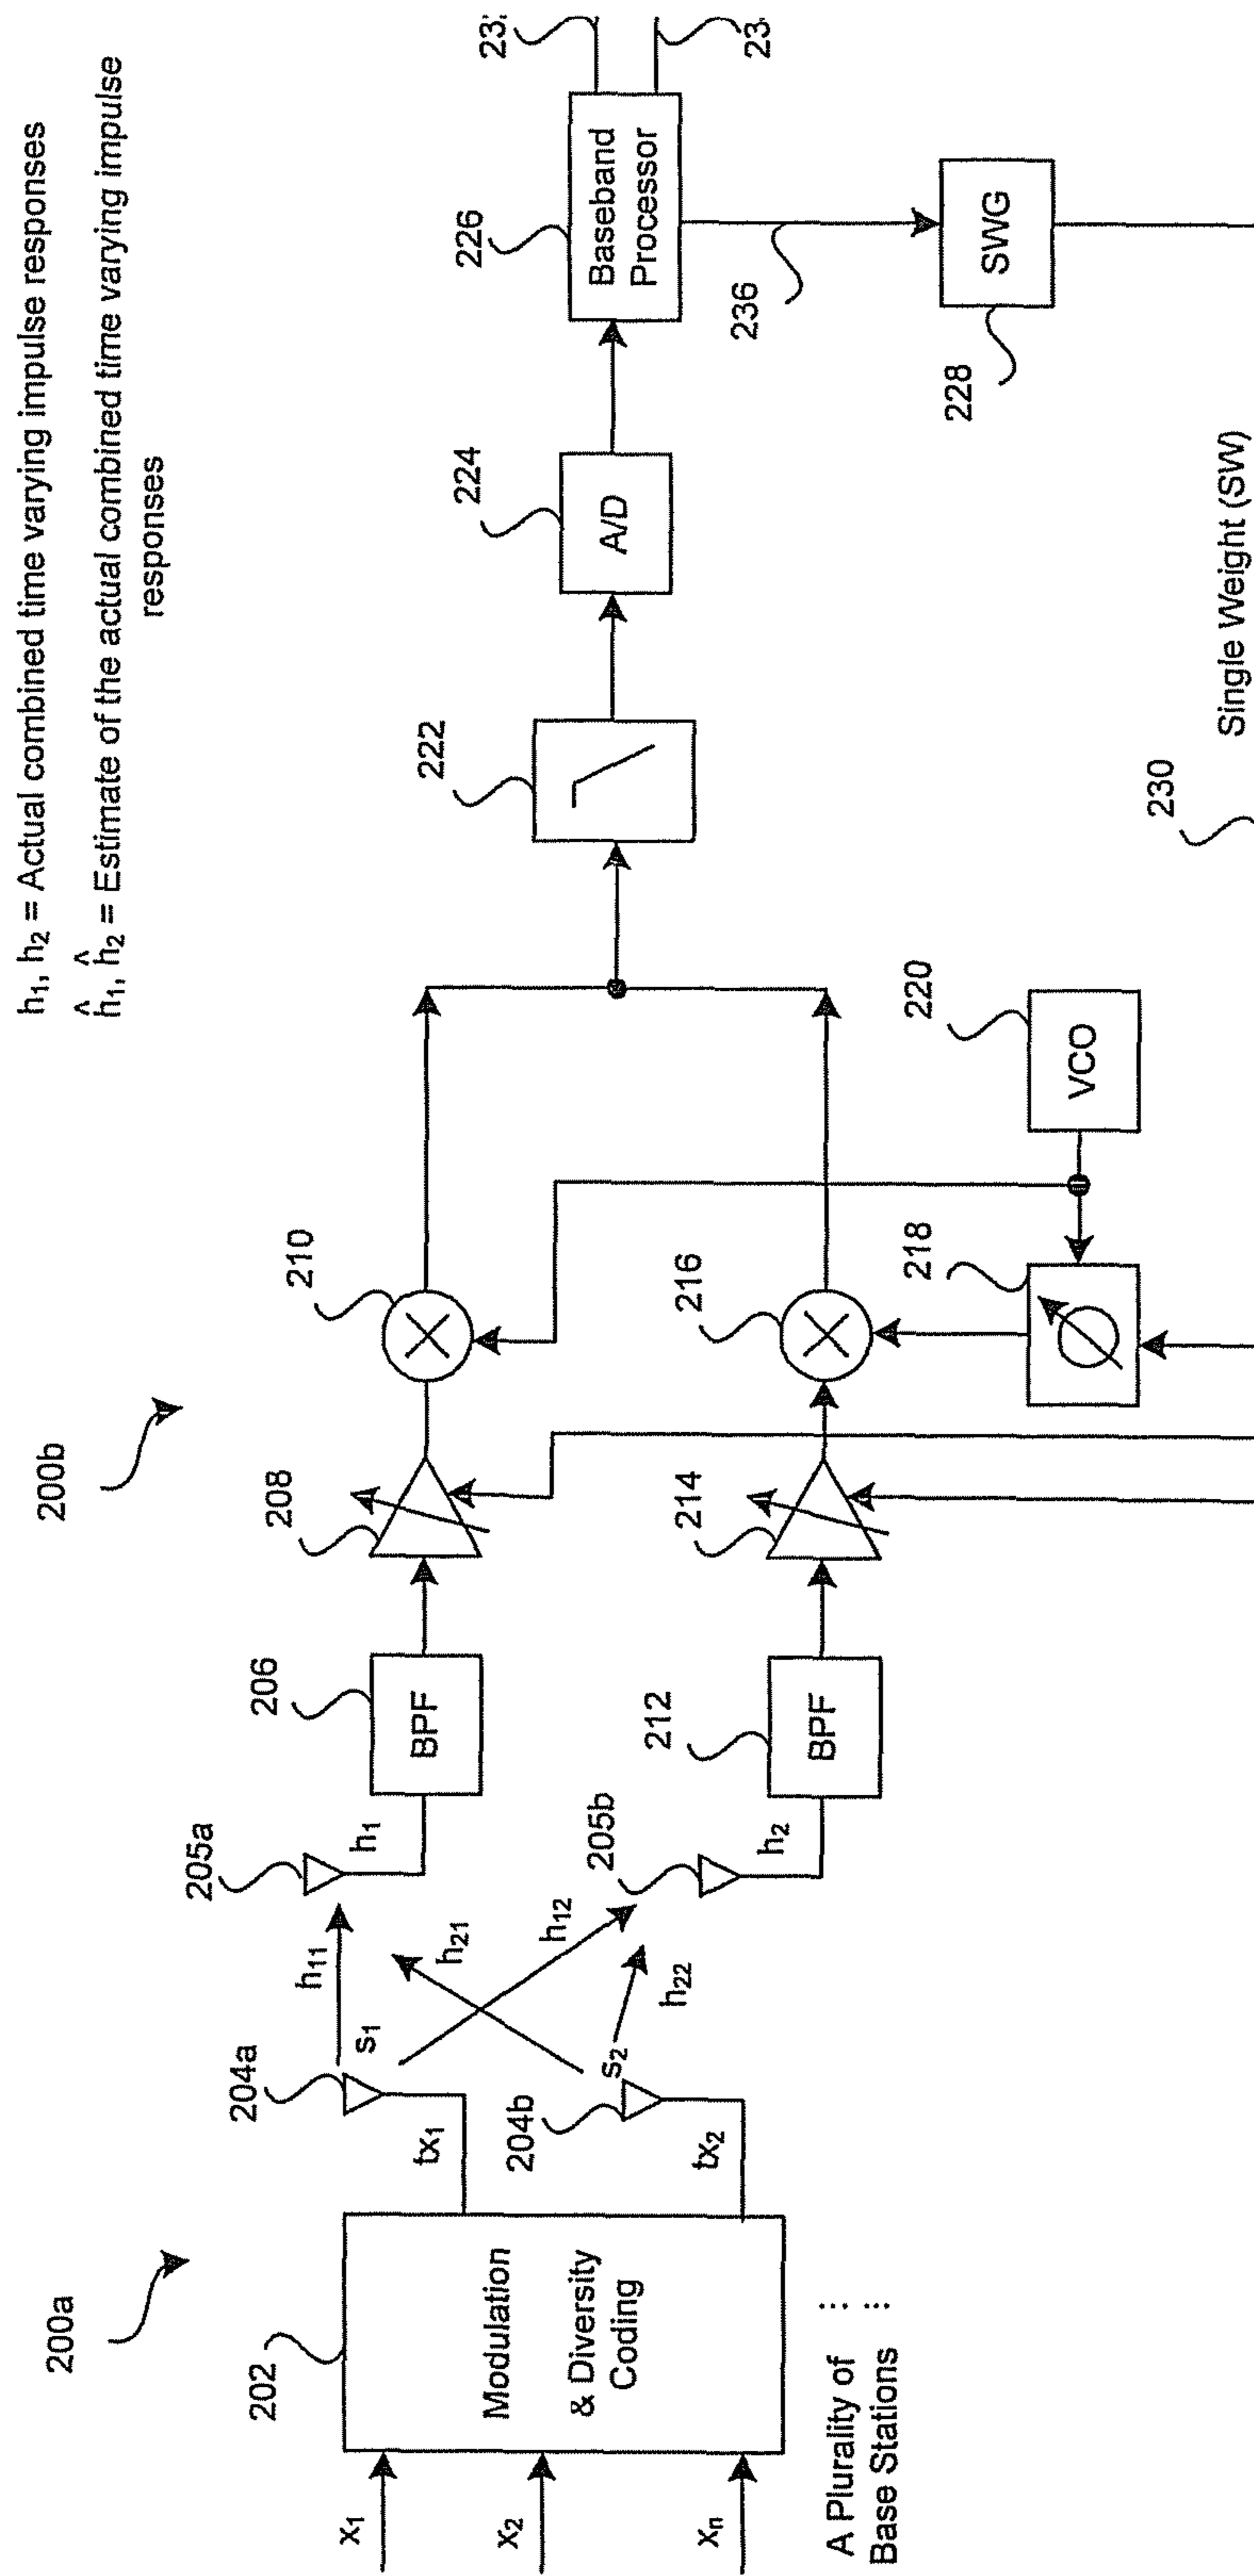 h₁, h₂ = Actual combined time varying impulse responses
ĥ₁, ĥ₂ = Estimate of the actual combined time varying impulse
responses
200a
200b
202
Modulation
& Diversity
Coding
x₁
x₂
xₙ
A Plurality of
Base Stations
⋮ ⋮
tx₁
tx₂
204a
204b
s₁
s₂
h₁₁
h₂₁
h₁₂
h₂₂
205a
205b
h₁
h₂
206
BPF
212
BPF
208
214
210
216
218
220
VCO
222
224
A/D
226
Baseband
Processor
236
228
SWG
230
Single Weight (SW)
23